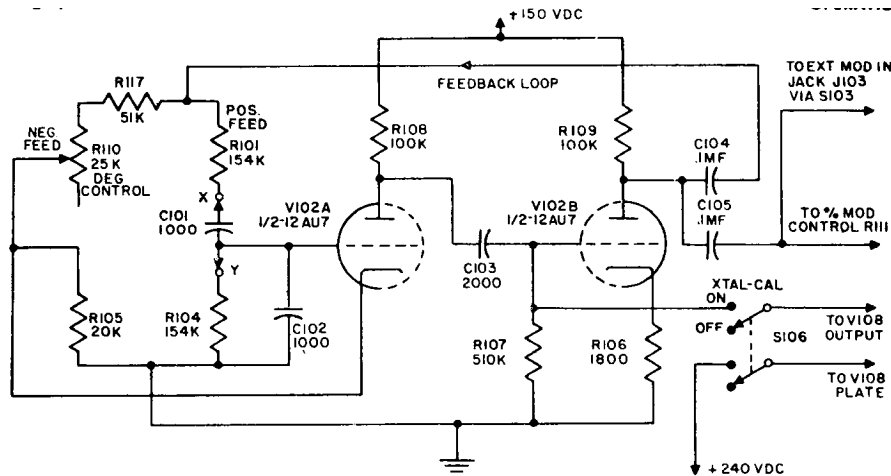 +150 VDC
FEEDBACK LOOP
TO EXT MOD IN
JACK J103
VIA S103
R117
51K
POS.
FEED
R101
154K
NEG.
FEED
R110
25K
DEG
CONTROL
X
C101
1000
Y
R105
20K
R104
154K
C102
1000
V102A
1/2-12AU7
R108
100K
C103
2000
V102B
1/2-12AU7
R109
100K
C104
.1MF
C105
.1MF
TO % MOD
CONTROL R111
R107
510K
R106
1800
XTAL-CAL
ON
OFF
S106
TO V108
OUTPUT
TO V108
PLATE
+240 VDC